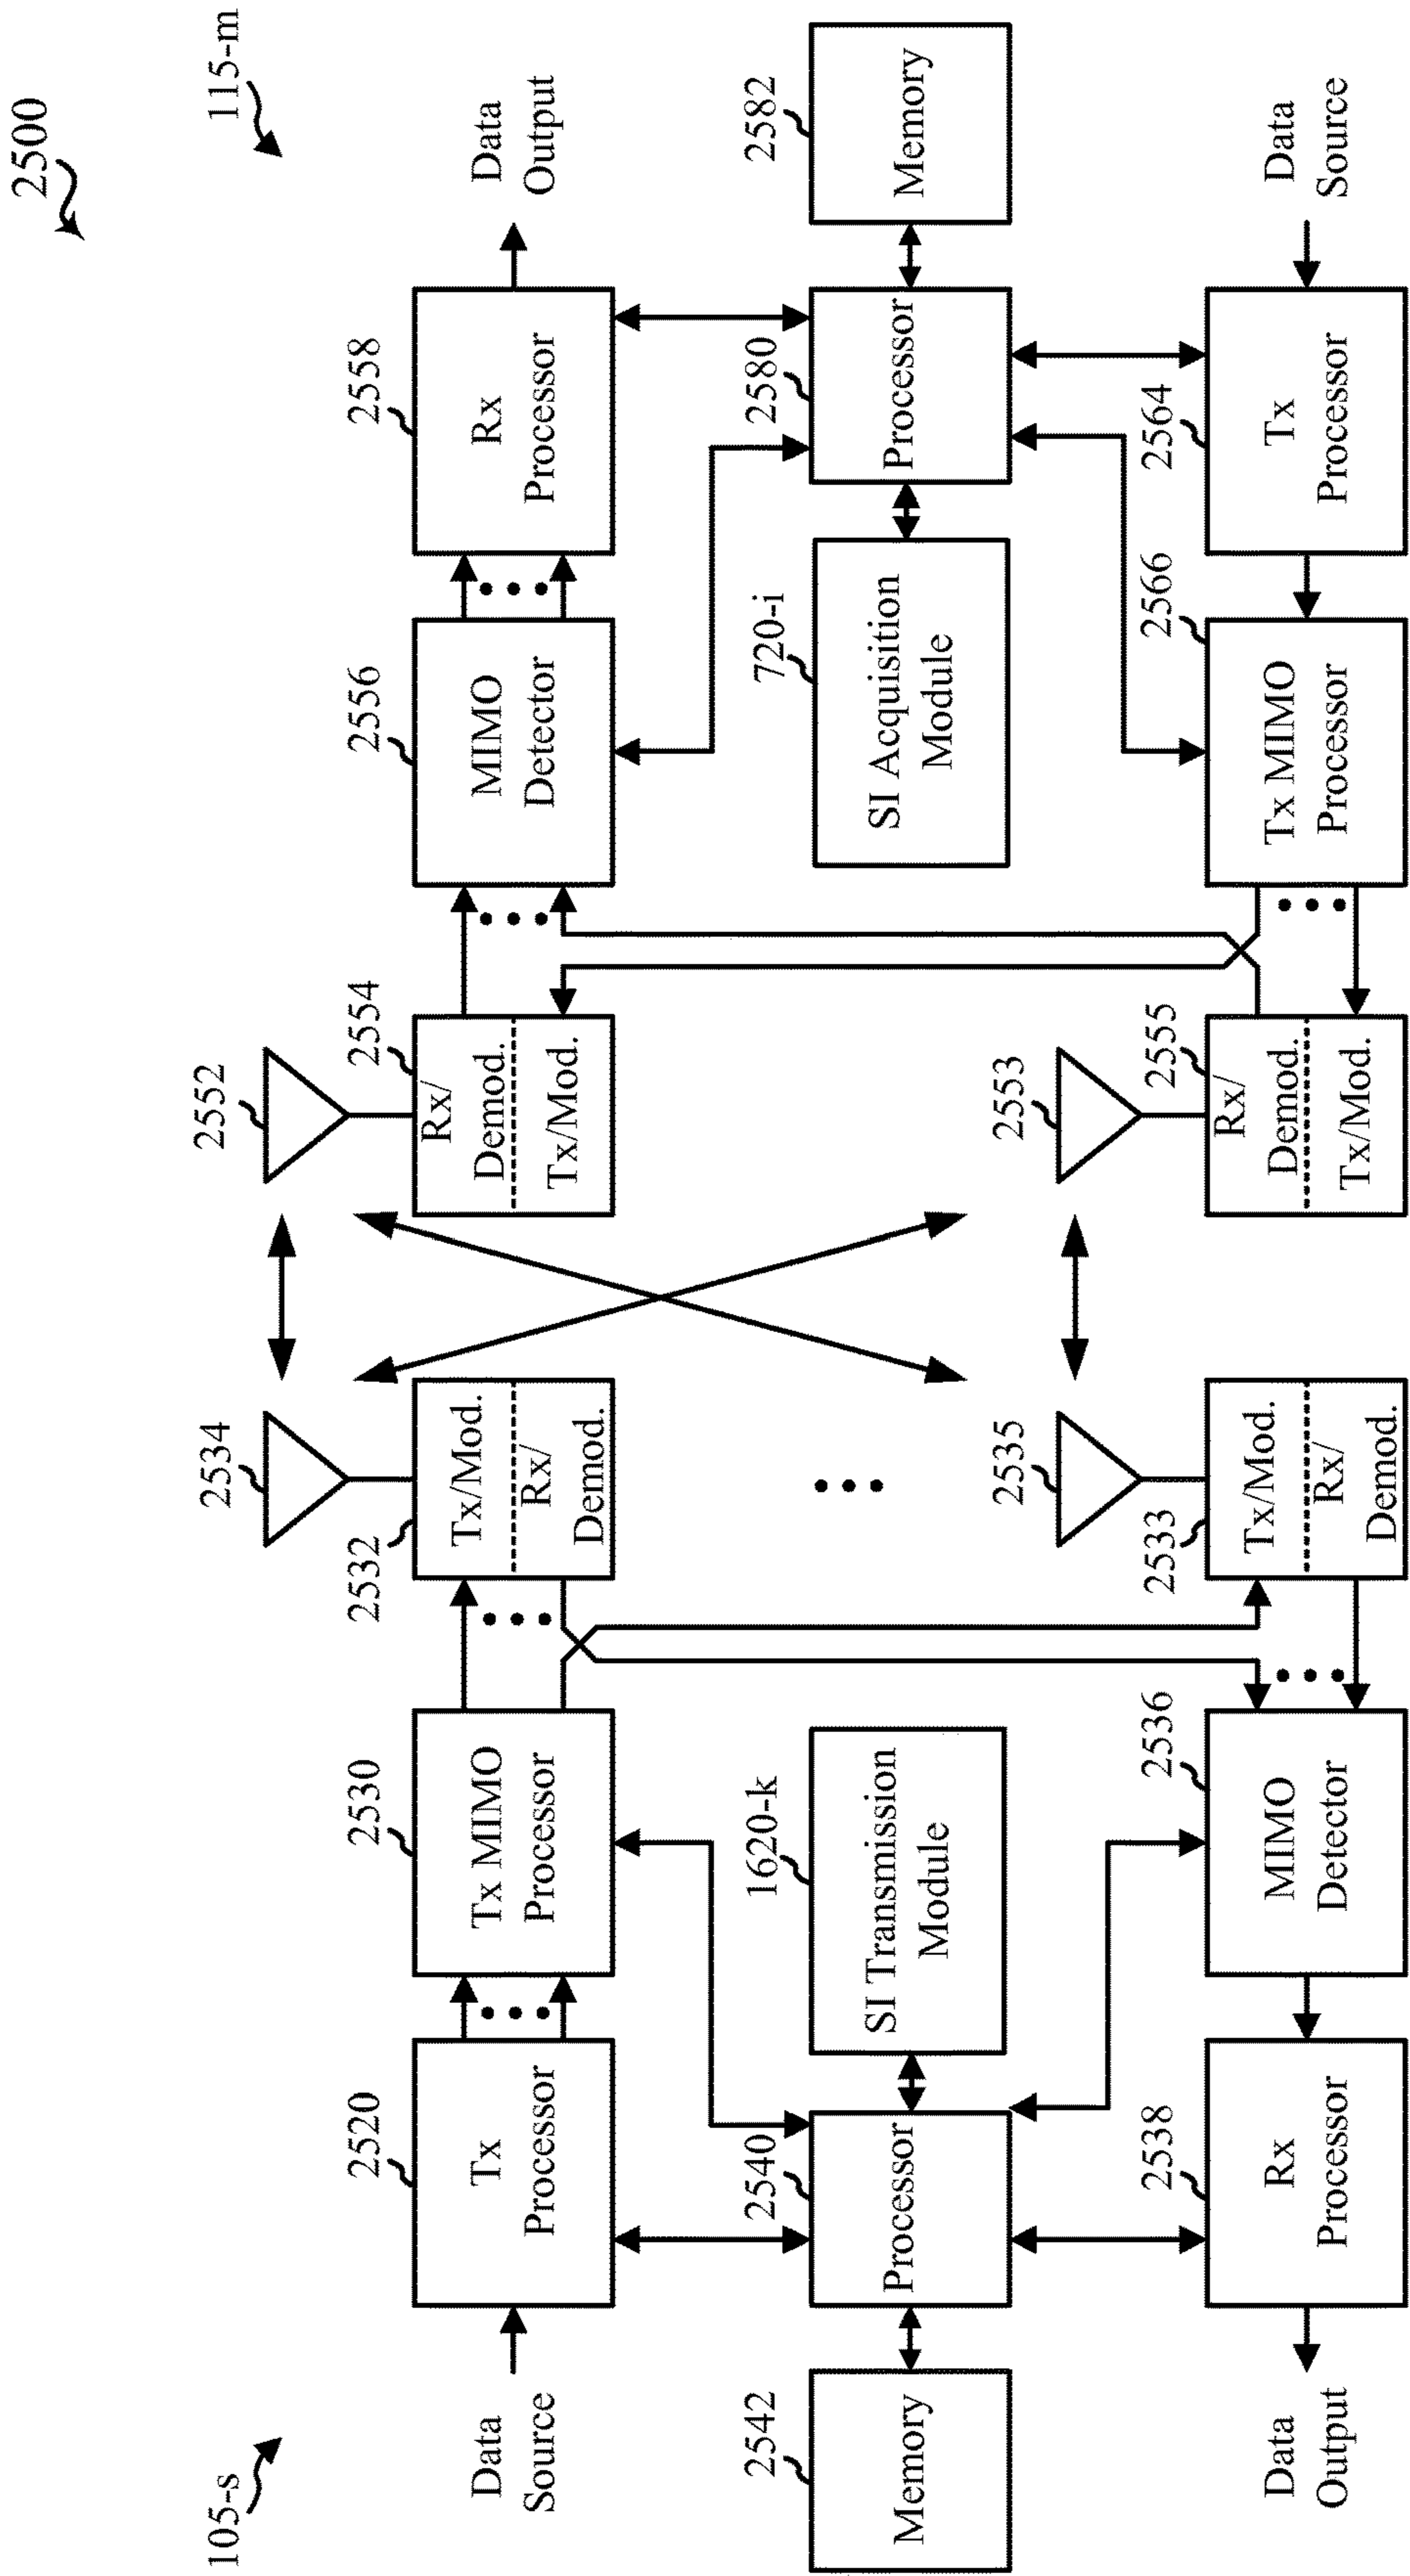 2500
105-s
115-m
2534
2552
Data
Source
2520
Tx
Processor
2530
Tx MIMO
Processor
2532
Tx/Mod.
Rx/
Demod.
2554
Rx/
Demod.
Tx/Mod.
2556
MIMO
Detector
2558
Rx
Processor
Data
Output
2542
Memory
2540
Processor
1620-k
SI Transmission
Module
720-i
SI Acquisition
Module
2580
Processor
2582
Memory
2535
2553
Data
Output
2538
Rx
Processor
2536
MIMO
Detector
2533
Tx/Mod.
Rx/
Demod.
2555
Rx/
Demod.
Tx/Mod.
2566
Tx MIMO
Processor
2564
Tx
Processor
Data
Source